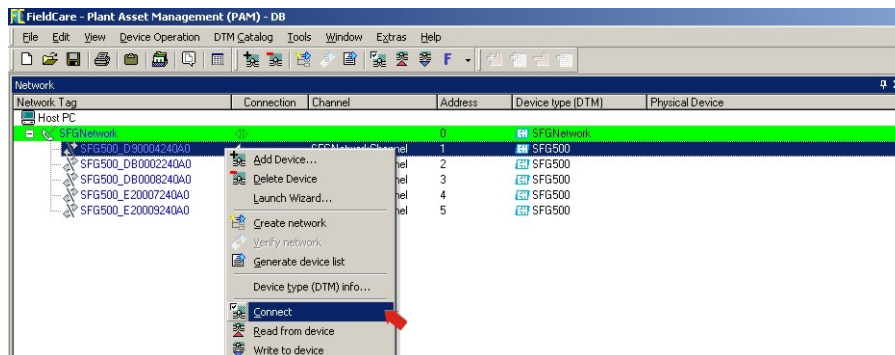 FieldCare - Plant Asset Management (PAM) - DB
File Edit View Device Operation DTM Catalog Tools Window Extras Help
F
Network
Network Tag Connection Channel Address Device type (DTM) Physical Device
Host PC
SFGNetwork 0 SFGNetwork
SFG500_D90004240A0 1 SFG500
SFG500_DB0002240A0 2 SFG500
SFG500_DB0008240A0 3 SFG500
SFG500_E20007240A0 4 SFG500
SFG500_E20009240A0 5 SFG500
Add Device...
Delete Device
Launch Wizard...
Create network
Verify network
Generate device list
Device type (DTM) info...
Connect
Read from device
Write to device